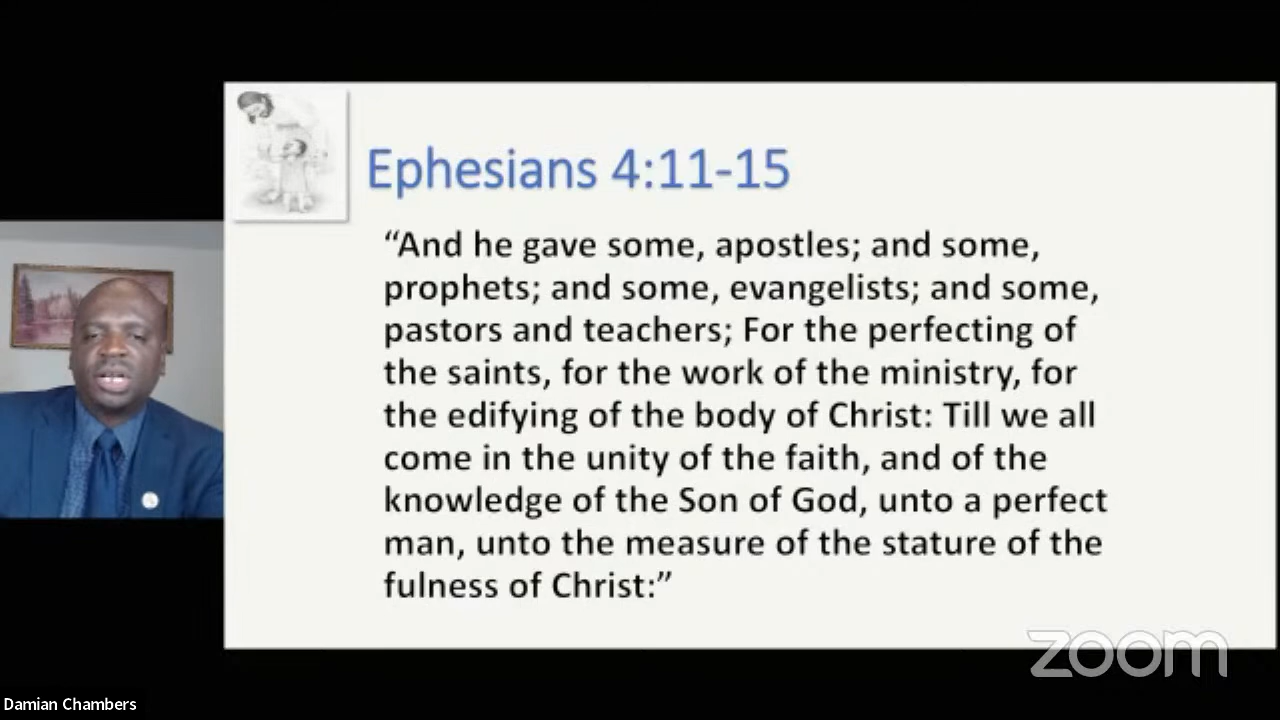 Ephesians 4:11-15
“And he gave some, apostles; and some,
prophets; and some, evangelists; and some,
pastors and teachers; For the perfecting of
the saints, for the work of the ministry, for
the edifying of the body of Christ: Till we all
come in the unity of the faith, and of the
knowledge of the Son of God, unto a perfect
man, unto the measure of the stature of the
fulness of Christ:”
zoom
Damian Chambers